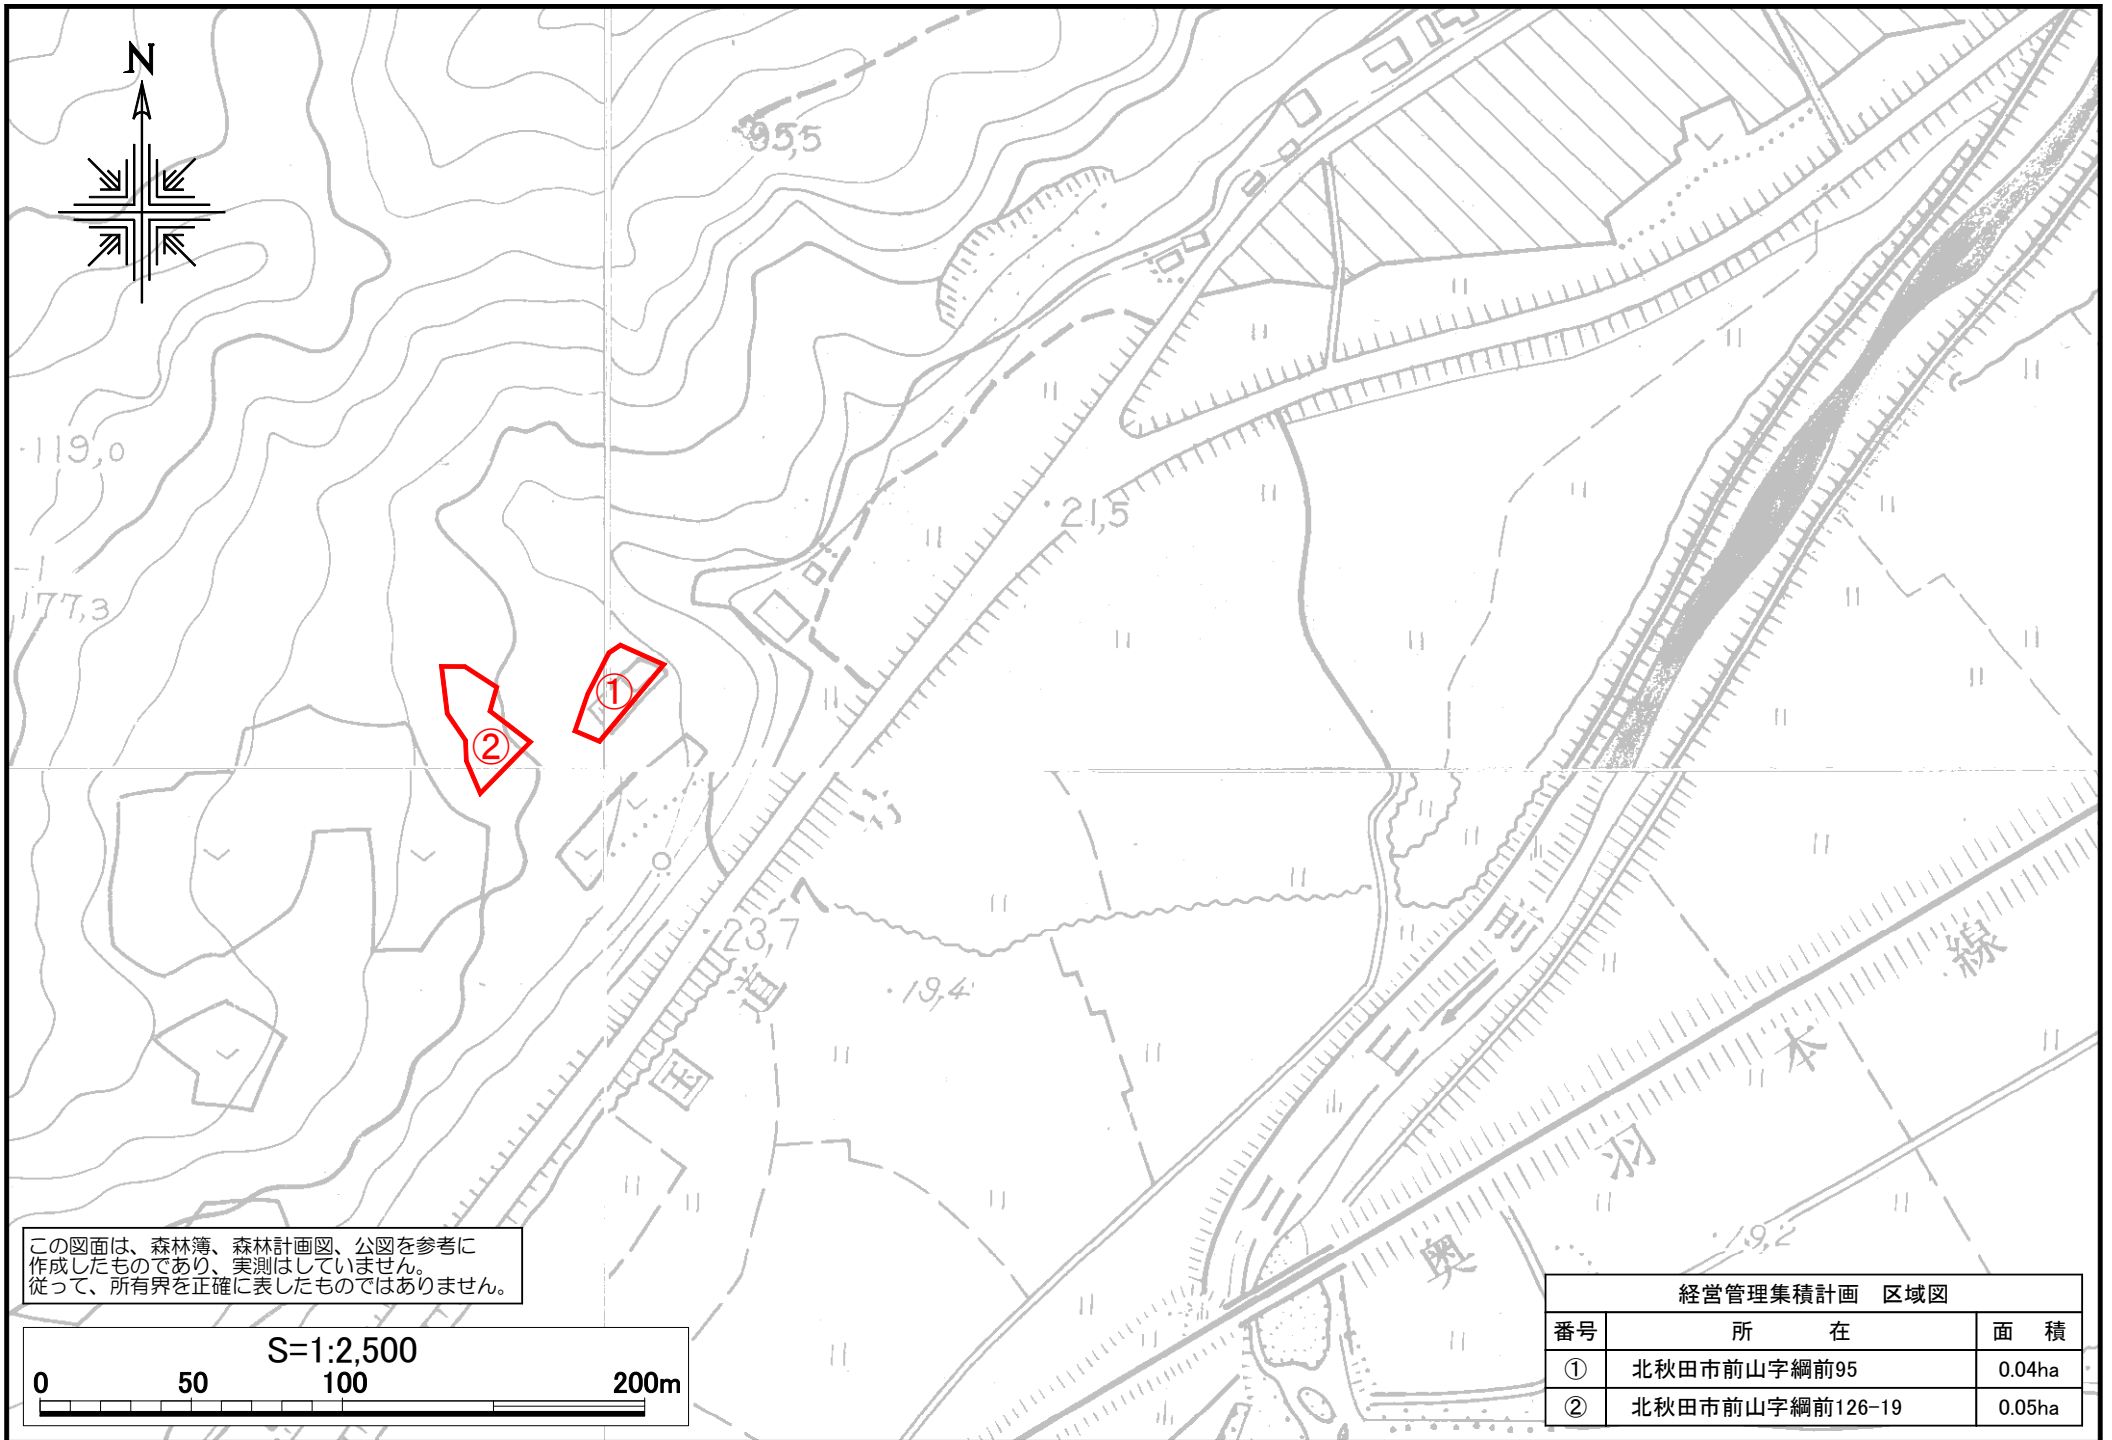 N
95,5
119,0
177,3
21,5
①
②
号
七
道
国
23,7
19,4
前
山
川
線
本
羽
奥
19,2
この図面は、森林簿、森林計画図、公図を参考に
作成したものであり、実測はしていません。
従って、所有界を正確に表したものではありません。
S=1:2,500
0 50 100 200m
経営管理集積計画 区域図
番号 所 在 面 積
① 北秋田市前山字綱前95 0.04ha
② 北秋田市前山字綱前126-19 0.05ha